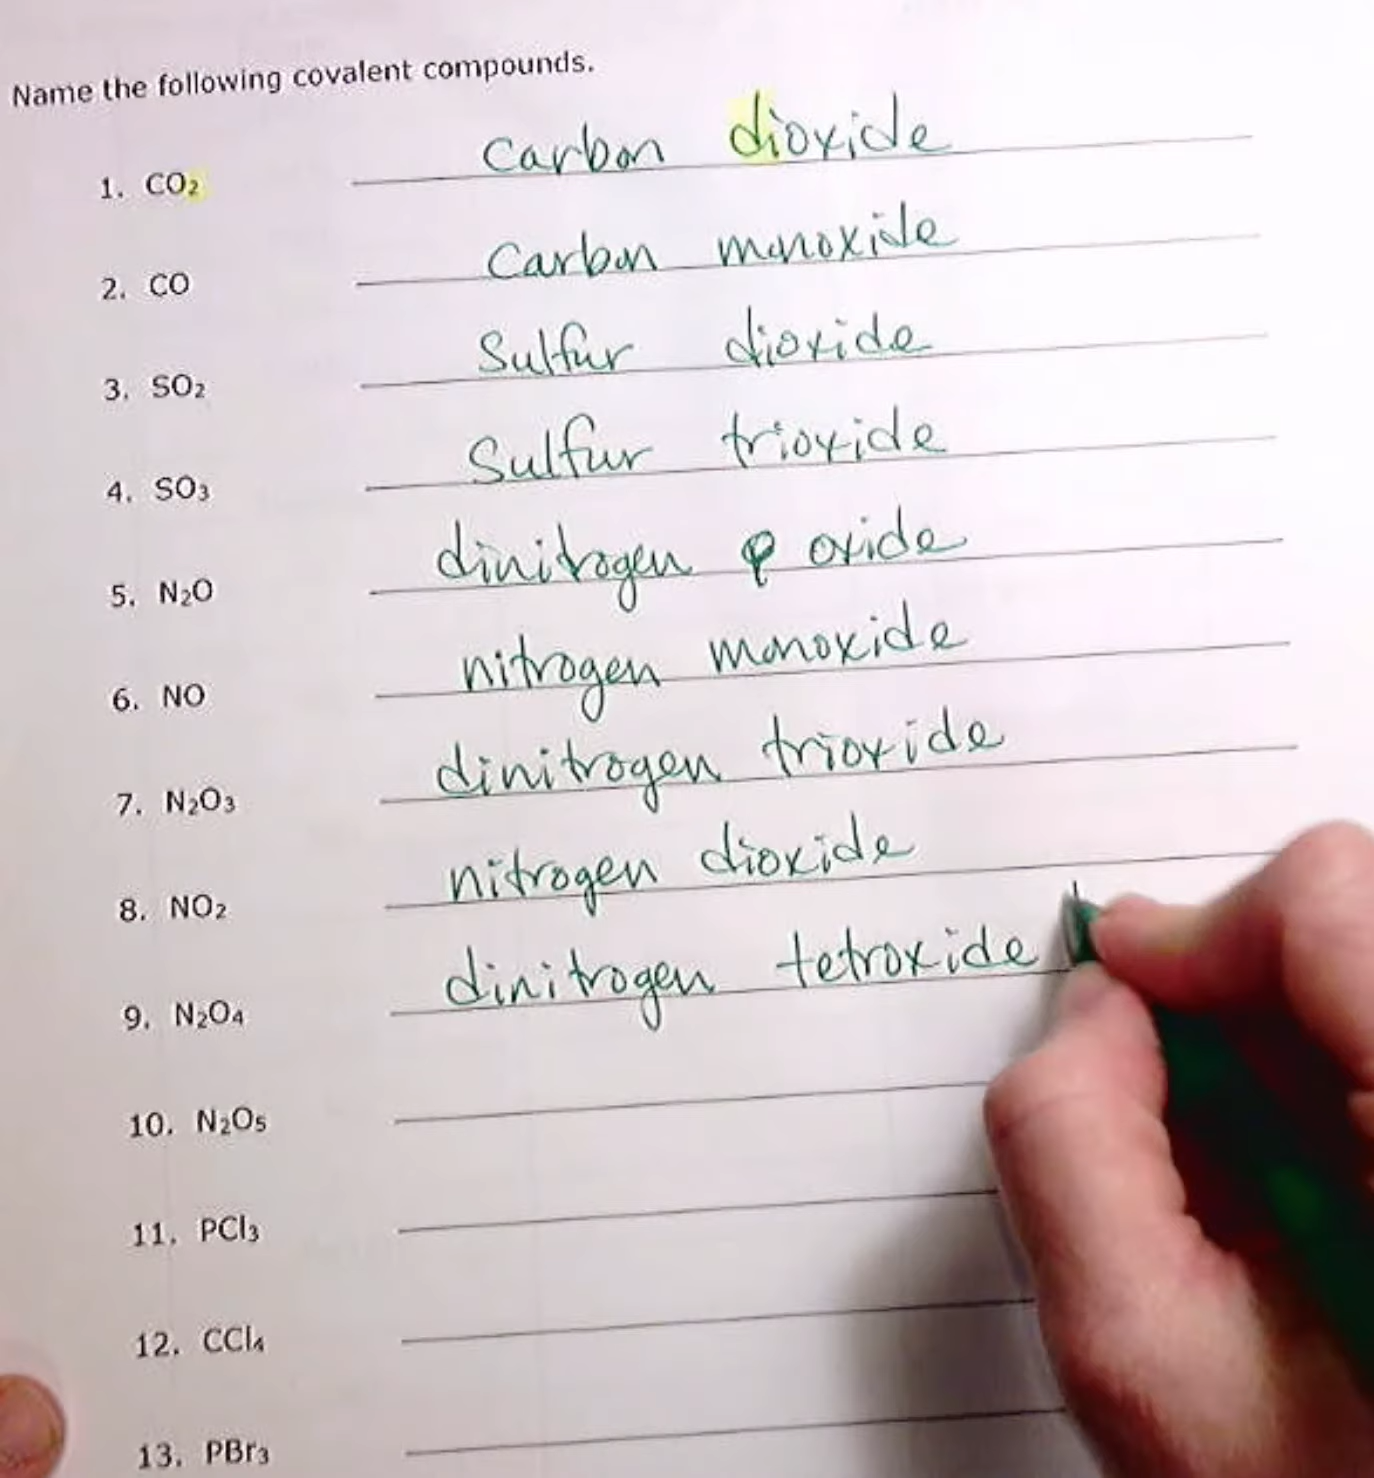 Name the following covalent compounds.
1. CO₂ carbon dioxide
2. CO carbon monoxide
3. SO₂ Sulfur dioxide
4. SO₃ Sulfur trioxide
5. N₂O dinitrogen oxide
6. NO nitrogen monoxide
7. N₂O₃ dinitrogen trioxide
8. NO₂ nitrogen dioxide
9. N₂O₄ dinitrogen tetroxide
10. N₂O₅
11. PCl₃
12. CCl₄
13. PBr₃